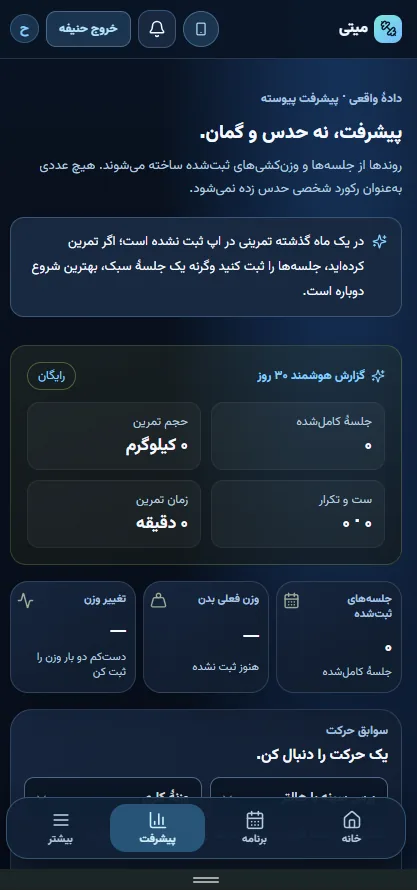 میتی
خروج حنیفه
ح
دادهٔ واقعی · پیشرفت پیوسته
پیشرفت، نه حدس و گمان.
روندها از جلسه‌ها و وزن‌کشی‌های ثبت‌شده ساخته می‌شوند. هیچ عددی
به‌عنوان رکورد شخصی حدس زده نمی‌شود.
در یک ماه گذشته تمرینی در اپ ثبت نشده است؛ اگر تمرین
کرده‌اید، جلسه‌ها را ثبت کنید وگرنه یک جلسهٔ سبک، بهترین شروع
دوباره است.
گزارش هوشمند ۳۰ روز
رایگان
جلسهٔ کامل‌شده
۰
حجم تمرین
۰ کیلوگرم
ست و تکرار
۰ · ۰
زمان تمرین
۰ دقیقه
جلسه‌های
ثبت‌شده
۰
جلسهٔ کامل‌شده
وزن فعلی بدن
—
هنوز ثبت نشده
تغییر وزن
—
دست‌کم دو بار وزن را
ثبت کن
سوابق حرکت
یک حرکت را دنبال کن.
خانه
برنامه
پیشرفت
بیشتر